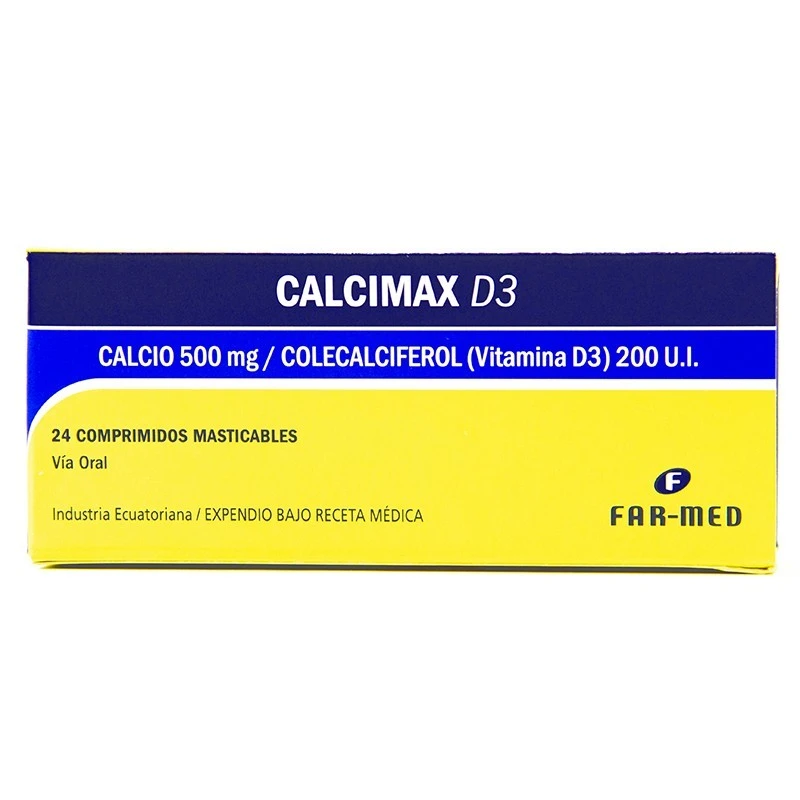 CALCIMAX D3
CALCIO 500 mg / COLECALCIFEROL (Vitamina D3) 200 U.I.
24 COMPRIMIDOS MASTICABLES
Vía Oral
Industria Ecuatoriana / EXPENDIO BAJO RECETA MÉDICA
F
FAR-MED